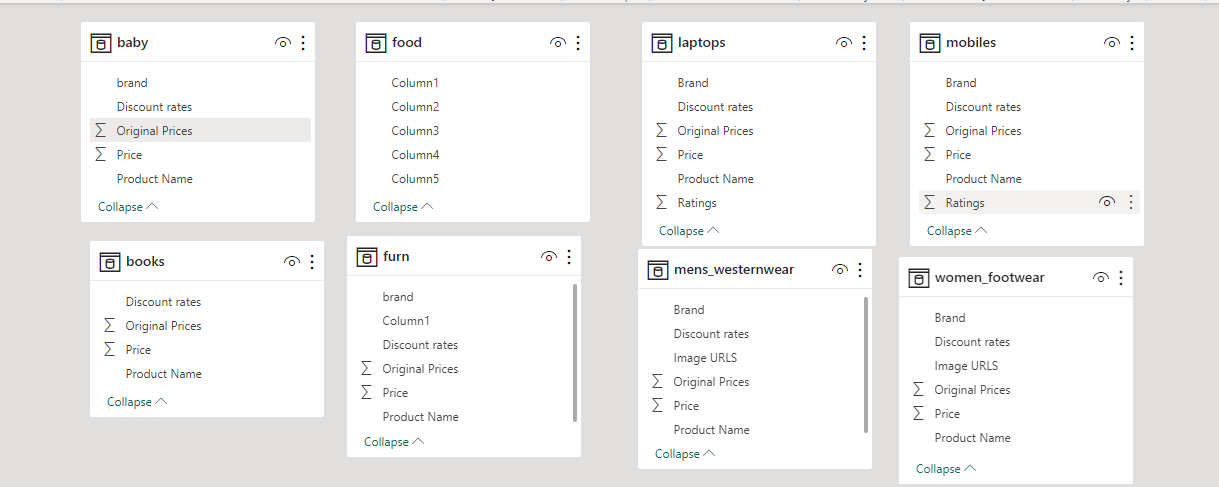 baby
brand
Discount rates
Original Prices
Price
Product Name
Collapse
food
Column1
Column2
Column3
Column4
Column5
Collapse
laptops
Brand
Discount rates
Original Prices
Price
Product Name
Ratings
Collapse
mobiles
Brand
Discount rates
Original Prices
Price
Product Name
Ratings
Collapse
books
Discount rates
Original Prices
Price
Product Name
Collapse
furn
brand
Column1
Discount rates
Original Prices
Price
Product Name
Collapse
mens_westernwear
Brand
Discount rates
Image URLS
Original Prices
Price
Product Name
Collapse
women_footwear
Brand
Discount rates
Image URLS
Original Prices
Price
Product Name
Collapse